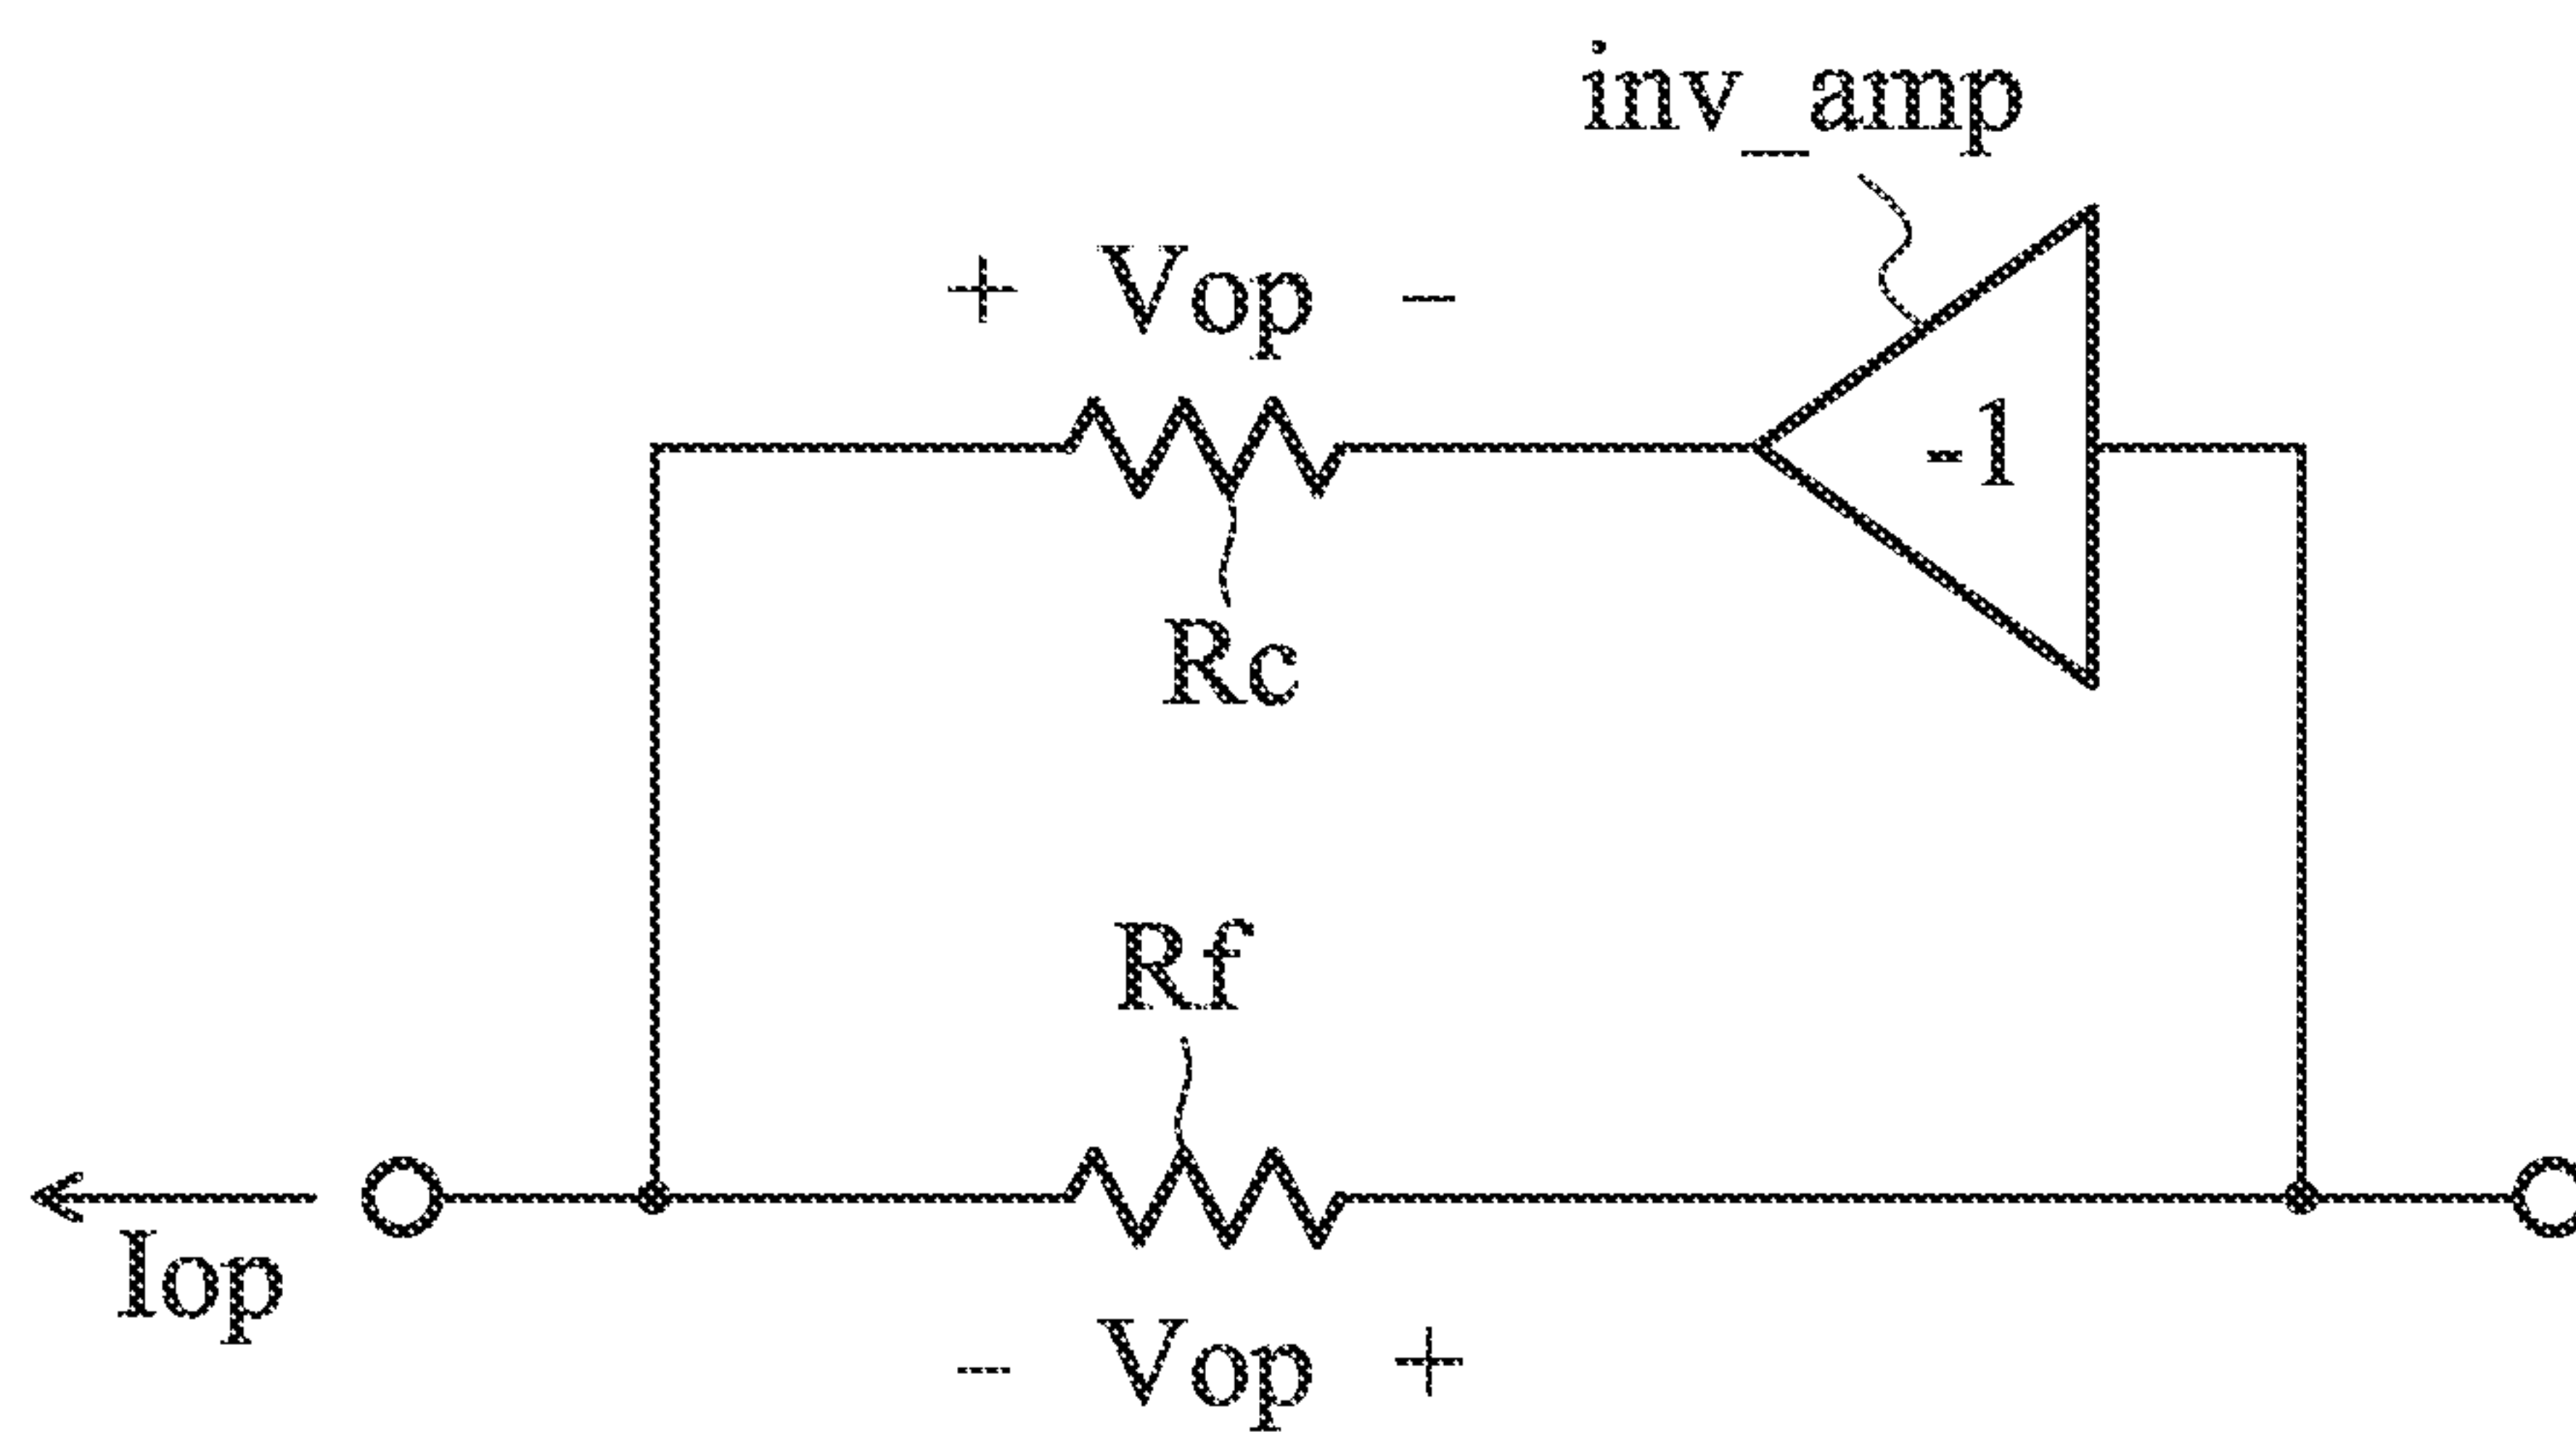 inv_amp
+ Vop –
-1
Rc
Rf
Iop
– Vop +